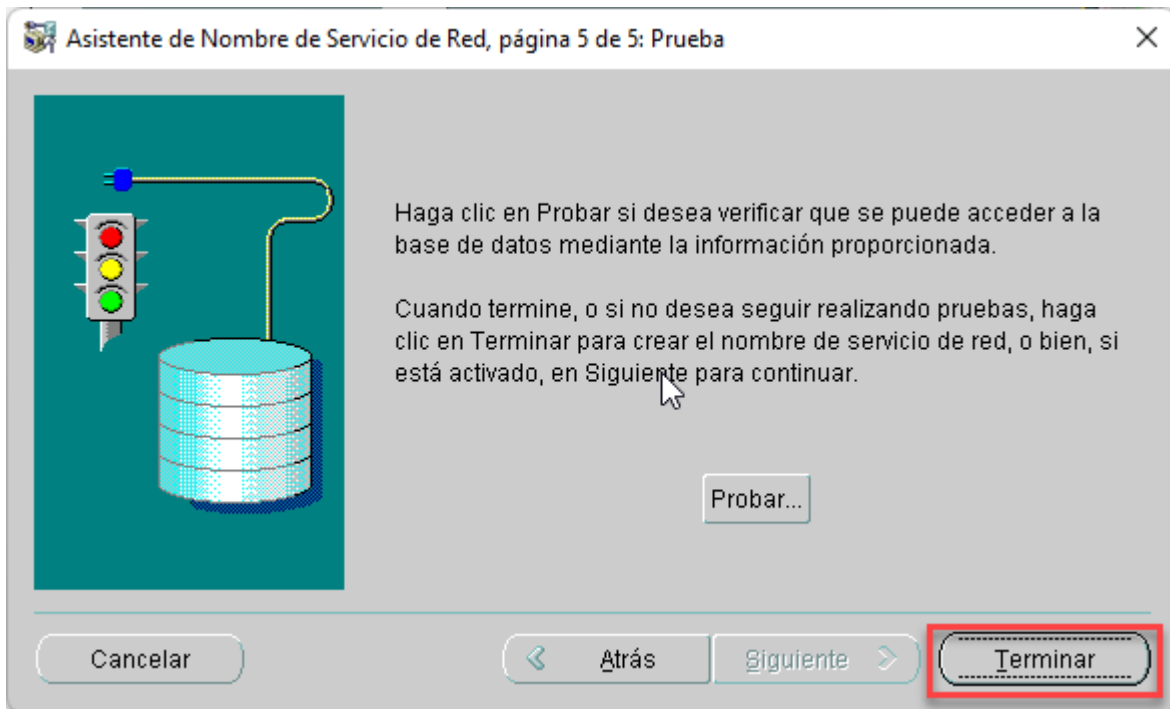 Asistente de Nombre de Servicio de Red, página 5 de 5: Prueba
Haga clic en Probar si desea verificar que se puede acceder a la
base de datos mediante la información proporcionada.
Cuando termine, o si no desea seguir realizando pruebas, haga
clic en Terminar para crear el nombre de servicio de red, o bien, si
está activado, en Siguiente para continuar.
Probar...
Cancelar
Atrás
Siguiente
Terminar